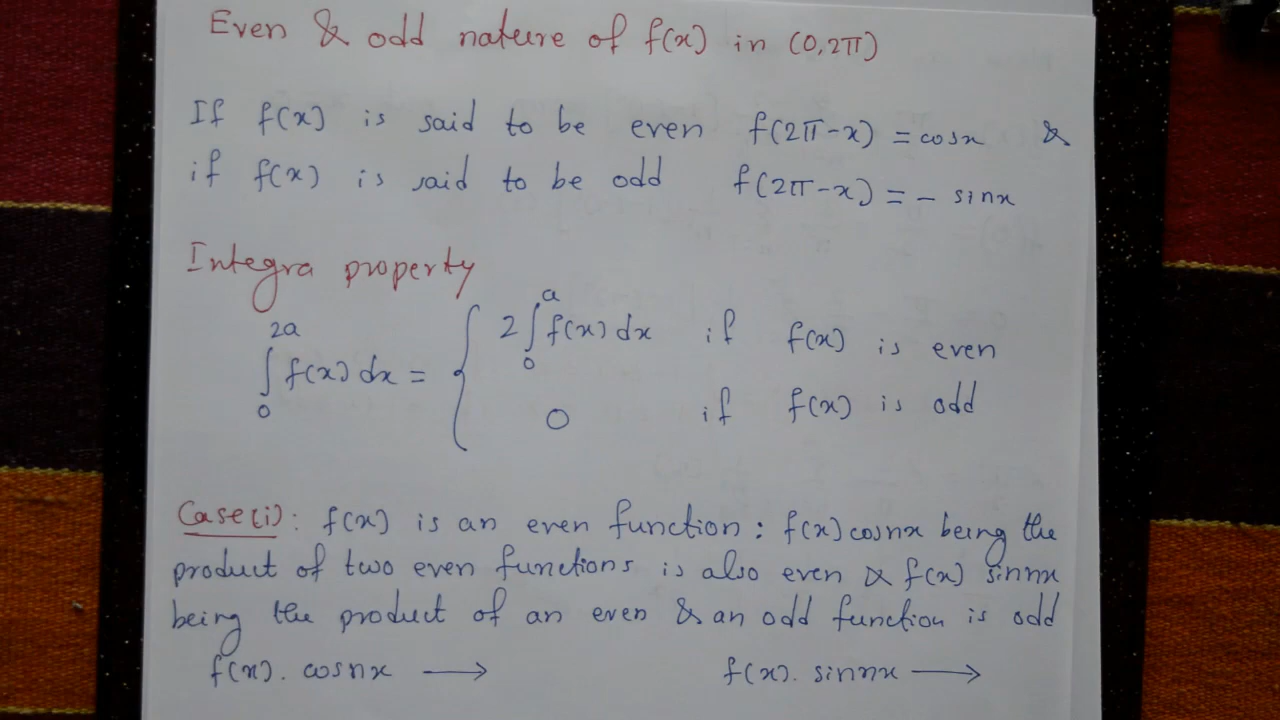 Even & odd nature of f(x) in (0,2π)
If f(x) is said to be even f(2π-x) = cosx &
if f(x) is said to be odd f(2π-x) = - sinx
Integra property
∫₀²ᵃ f(x) dx = { 2∫₀ᵃ f(x) dx if f(x) is even
0 if f(x) is odd
Case(i): f(x) is an even function : f(x) cosnx being the
product of two even functions is also even & f(x) sinnx
being the product of an even & an odd function is odd
f(x). cosnx → f(x). sinnx →